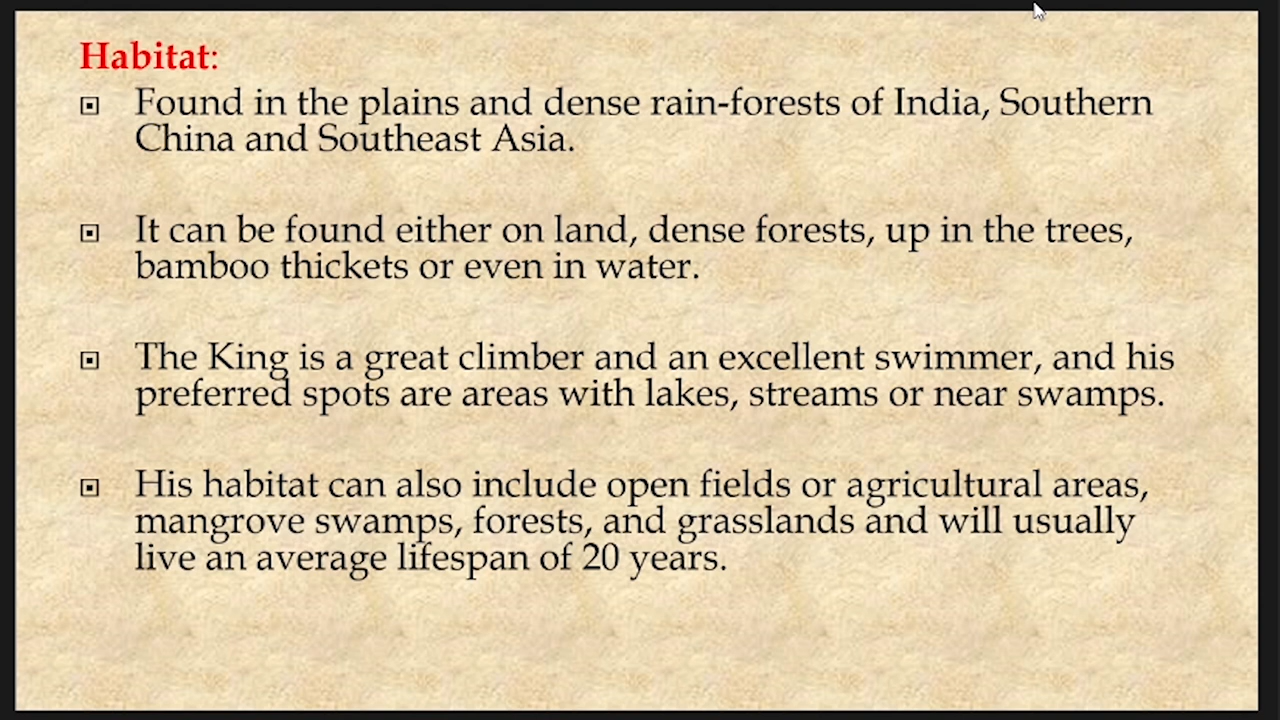 Habitat:
Found in the plains and dense rain-forests of India, Southern
China and Southeast Asia.
It can be found either on land, dense forests, up in the trees,
bamboo thickets or even in water.
The King is a great climber and an excellent swimmer, and his
preferred spots are areas with lakes, streams or near swamps.
His habitat can also include open fields or agricultural areas,
mangrove swamps, forests, and grasslands and will usually
live an average lifespan of 20 years.